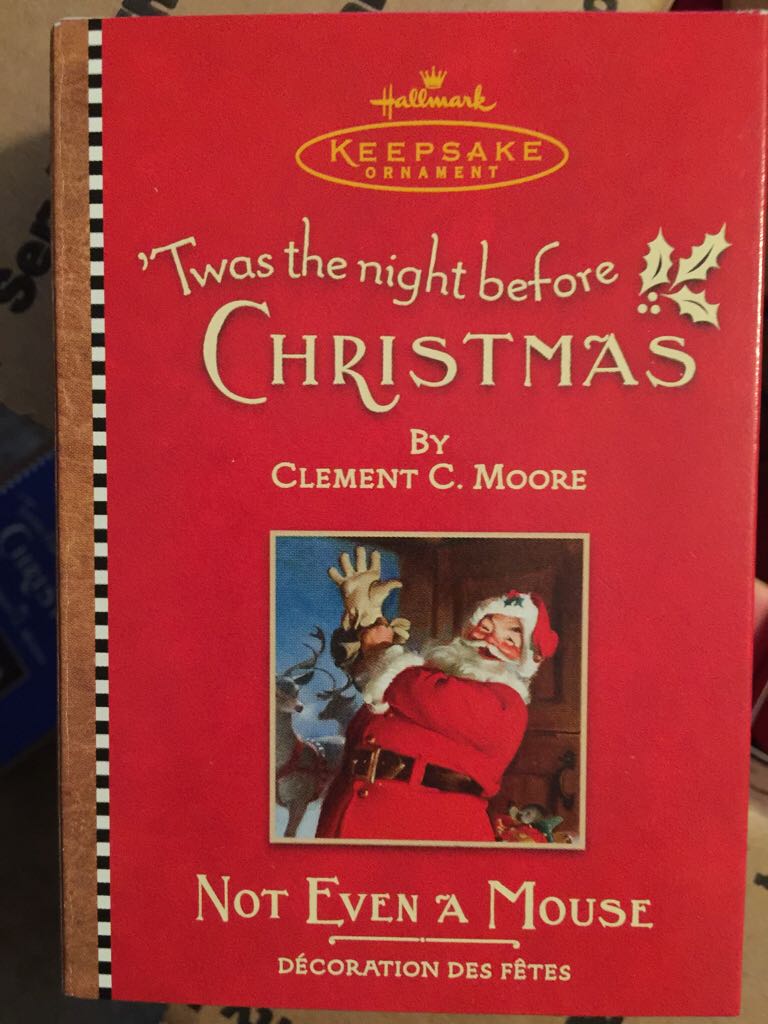 Hallmark
KEEPSAKE
ORNAMENT
'Twas the night before
CHRISTMAS
BY
CLEMENT C. MOORE
NOT EVEN A MOUSE
DÉCORATION DES FÊTES